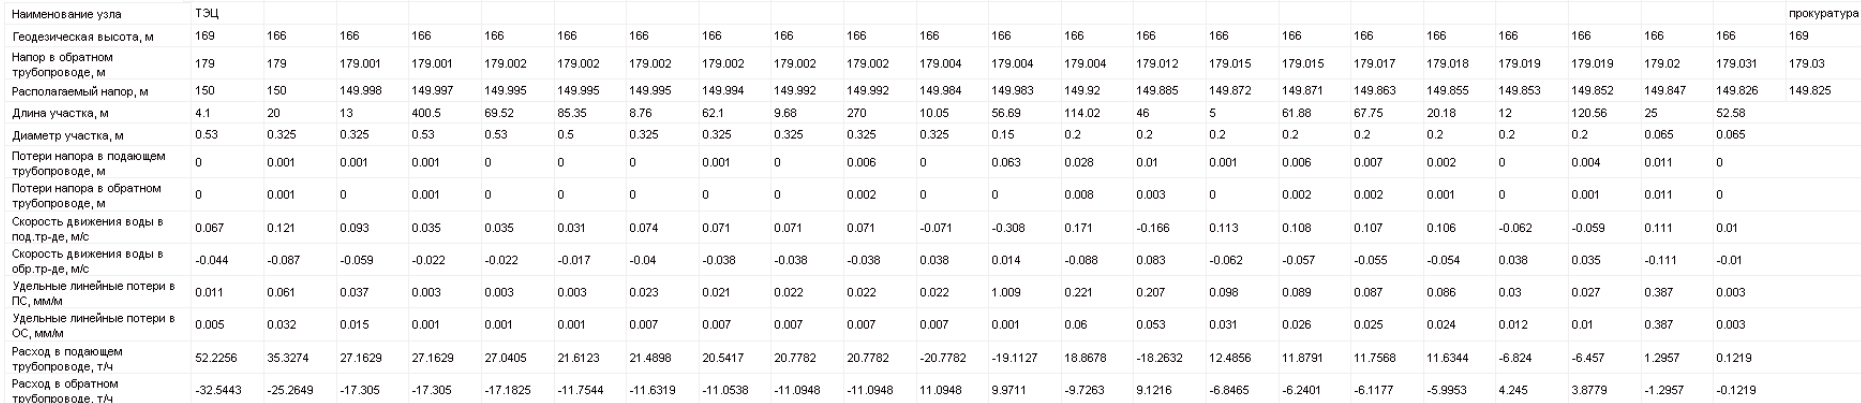 Наименование узла ТЭЦ прокуратура
Геодезическая высота, м 169 166 166 166 166 166 166 166 166 166 166 166 166 166 166 166 166 166 166 166 166 166 169
Напор в обратном
трубопроводе, м 179 179 179.001 179.001 179.002 179.002 179.002 179.002 179.002 179.002 179.004 179.004 179.004 179.012 179.015 179.015 179.017 179.018 179.019 179.019 179.02 179.031 179.03
Располагаемый напор, м 150 150 149.998 149.997 149.995 149.995 149.995 149.994 149.992 149.992 149.984 149.983 149.92 149.885 149.872 149.871 149.863 149.855 149.853 149.852 149.847 149.826 149.825
Длина участка, м 4.1 20 13 400.5 69.52 85.35 8.76 62.1 9.68 270 10.05 56.69 114.02 46 5 61.88 67.75 20.18 12 120.56 25 52.58
Диаметр участка, м 0.53 0.325 0.325 0.53 0.53 0.5 0.325 0.325 0.325 0.325 0.325 0.15 0.2 0.2 0.2 0.2 0.2 0.2 0.2 0.2 0.065 0.065
Потери напора в подающем
трубопроводе, м 0 0.001 0.001 0.001 0 0 0 0.001 0 0.006 0 0.063 0.028 0.01 0.001 0.006 0.007 0.002 0 0.004 0.011 0
Потери напора в обратном
трубопроводе, м 0 0.001 0 0.001 0 0 0 0 0 0.002 0 0 0.008 0.003 0 0.002 0.002 0.001 0 0.001 0.011 0
Скорость движения воды в
под.тр-де, м/с 0.067 0.121 0.093 0.035 0.035 0.031 0.074 0.071 0.071 0.071 -0.071 -0.308 0.171 -0.166 0.113 0.108 0.107 0.106 -0.062 -0.059 0.111 0.01
Скорость движения воды в
обр.тр-де, м/с -0.044 -0.087 -0.059 -0.022 -0.022 -0.017 -0.04 -0.038 -0.038 -0.038 0.038 0.014 -0.088 0.083 -0.062 -0.057 -0.055 -0.054 0.038 0.035 -0.111 -0.01
Удельные линейные потери в
ПС, мм/м 0.011 0.061 0.037 0.003 0.003 0.003 0.023 0.021 0.022 0.022 0.022 1.009 0.221 0.207 0.098 0.089 0.087 0.086 0.03 0.027 0.387 0.003
Удельные линейные потери в
ОС, мм/м 0.005 0.032 0.015 0.001 0.001 0.001 0.007 0.007 0.007 0.007 0.007 0.001 0.06 0.053 0.031 0.026 0.025 0.024 0.012 0.01 0.387 0.003
Расход в подающем
трубопроводе, т/ч 52.2256 35.3274 27.1629 27.1629 27.0405 21.6123 21.4898 20.5417 20.7782 20.7782 -20.7782 -19.1127 18.8678 -18.2632 12.4856 11.8791 11.7568 11.6344 -6.824 -6.457 1.2957 0.1219
Расход в обратном
трубопроводе, т/ч -32.5443 -25.2649 -17.305 -17.305 -17.1825 -11.7544 -11.6319 -11.0538 -11.0948 -11.0948 11.0948 9.9711 -9.7263 9.1216 -6.8465 -6.2401 -6.1177 -5.9953 4.245 3.8779 -1.2957 -0.1219